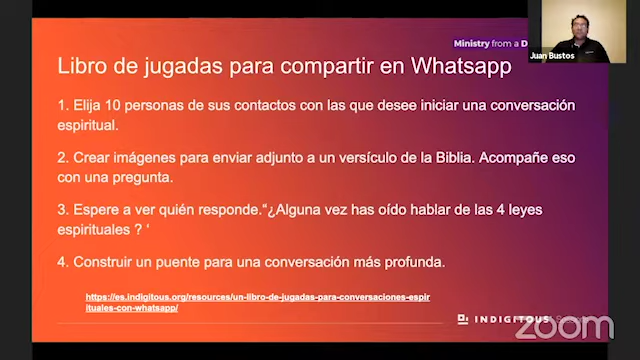 Ministry from a D
Juan Bustos
Libro de jugadas para compartir en Whatsapp
1. Elija 10 personas de sus contactos con las que desee iniciar una conversación
espiritual.
2. Crear imágenes para enviar adjunto a un versículo de la Biblia. Acompañe eso
con una pregunta.
3. Espere a ver quién responde.“¿Alguna vez has oído hablar de las 4 leyes
espirituales ? ‘
4. Construir un puente para una conversación más profunda.
https://es.indigitous.org/resources/un-libro-de-jugadas-para-conversaciones-espir
ituales-con-whatsapp/
INDIGITOUS
zoom